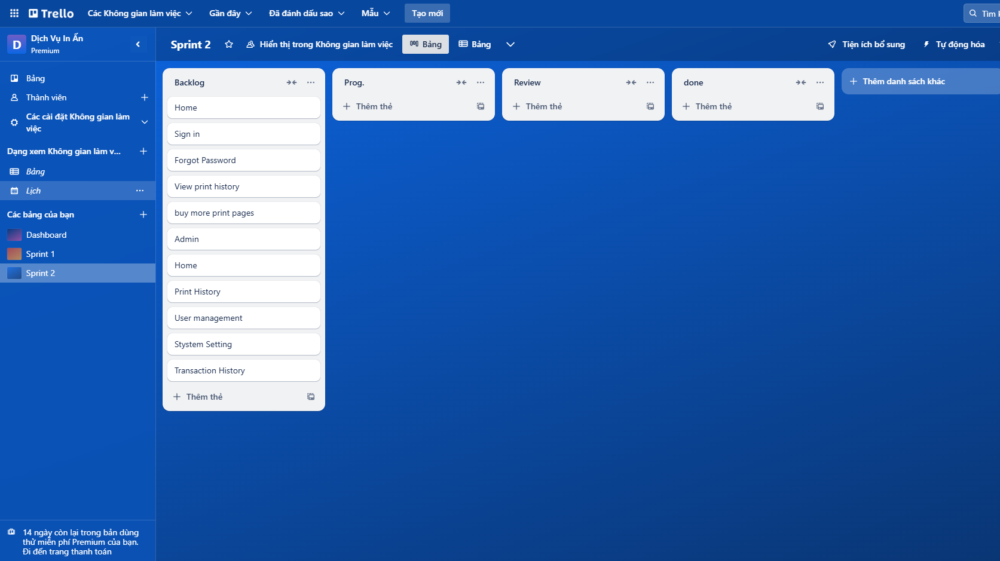 Trello
Các Không gian làm việc
Gần đây
Đã đánh dấu sao
Mẫu
Tạo mới
Tìm
D
Dịch Vụ In Ấn
Premium
Sprint 2
Hiển thị trong Không gian làm việc
Bảng
Bảng
Tiện ích bổ sung
Tự động hóa
Bảng
Thành viên
Các cài đặt Không gian làm
việc
Dạng xem Không gian làm v...
Bảng
Lịch
Các bảng của bạn
Dashboard
Sprint 1
Sprint 2
14 ngày còn lại trong bản dùng
thử miễn phí Premium của bạn.
Đi đến trang thanh toán
Backlog
Home
Sign in
Forgot Password
View print history
buy more print pages
Admin
Home
Print History
User management
Stystem Setting
Transaction History
Thêm thẻ
Prog.
Thêm thẻ
Review
Thêm thẻ
done
Thêm thẻ
Thêm danh sách khác